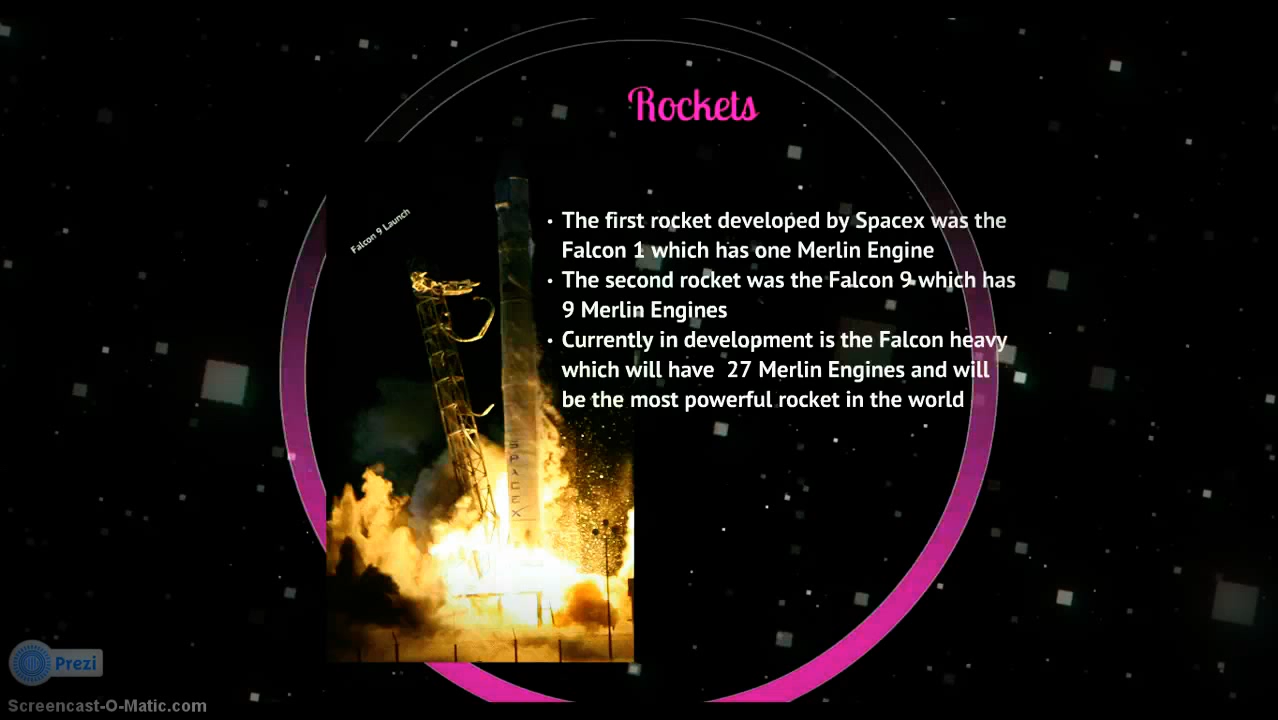 Rockets
Falcon 9 Launch
• The first rocket developed by Spacex was the
Falcon 1 which has one Merlin Engine
• The second rocket was the Falcon 9 which has
9 Merlin Engines
• Currently in development is the Falcon heavy
which will have 27 Merlin Engines and will
be the most powerful rocket in the world
SPACEX
Prezi
Screencast-O-Matic.com